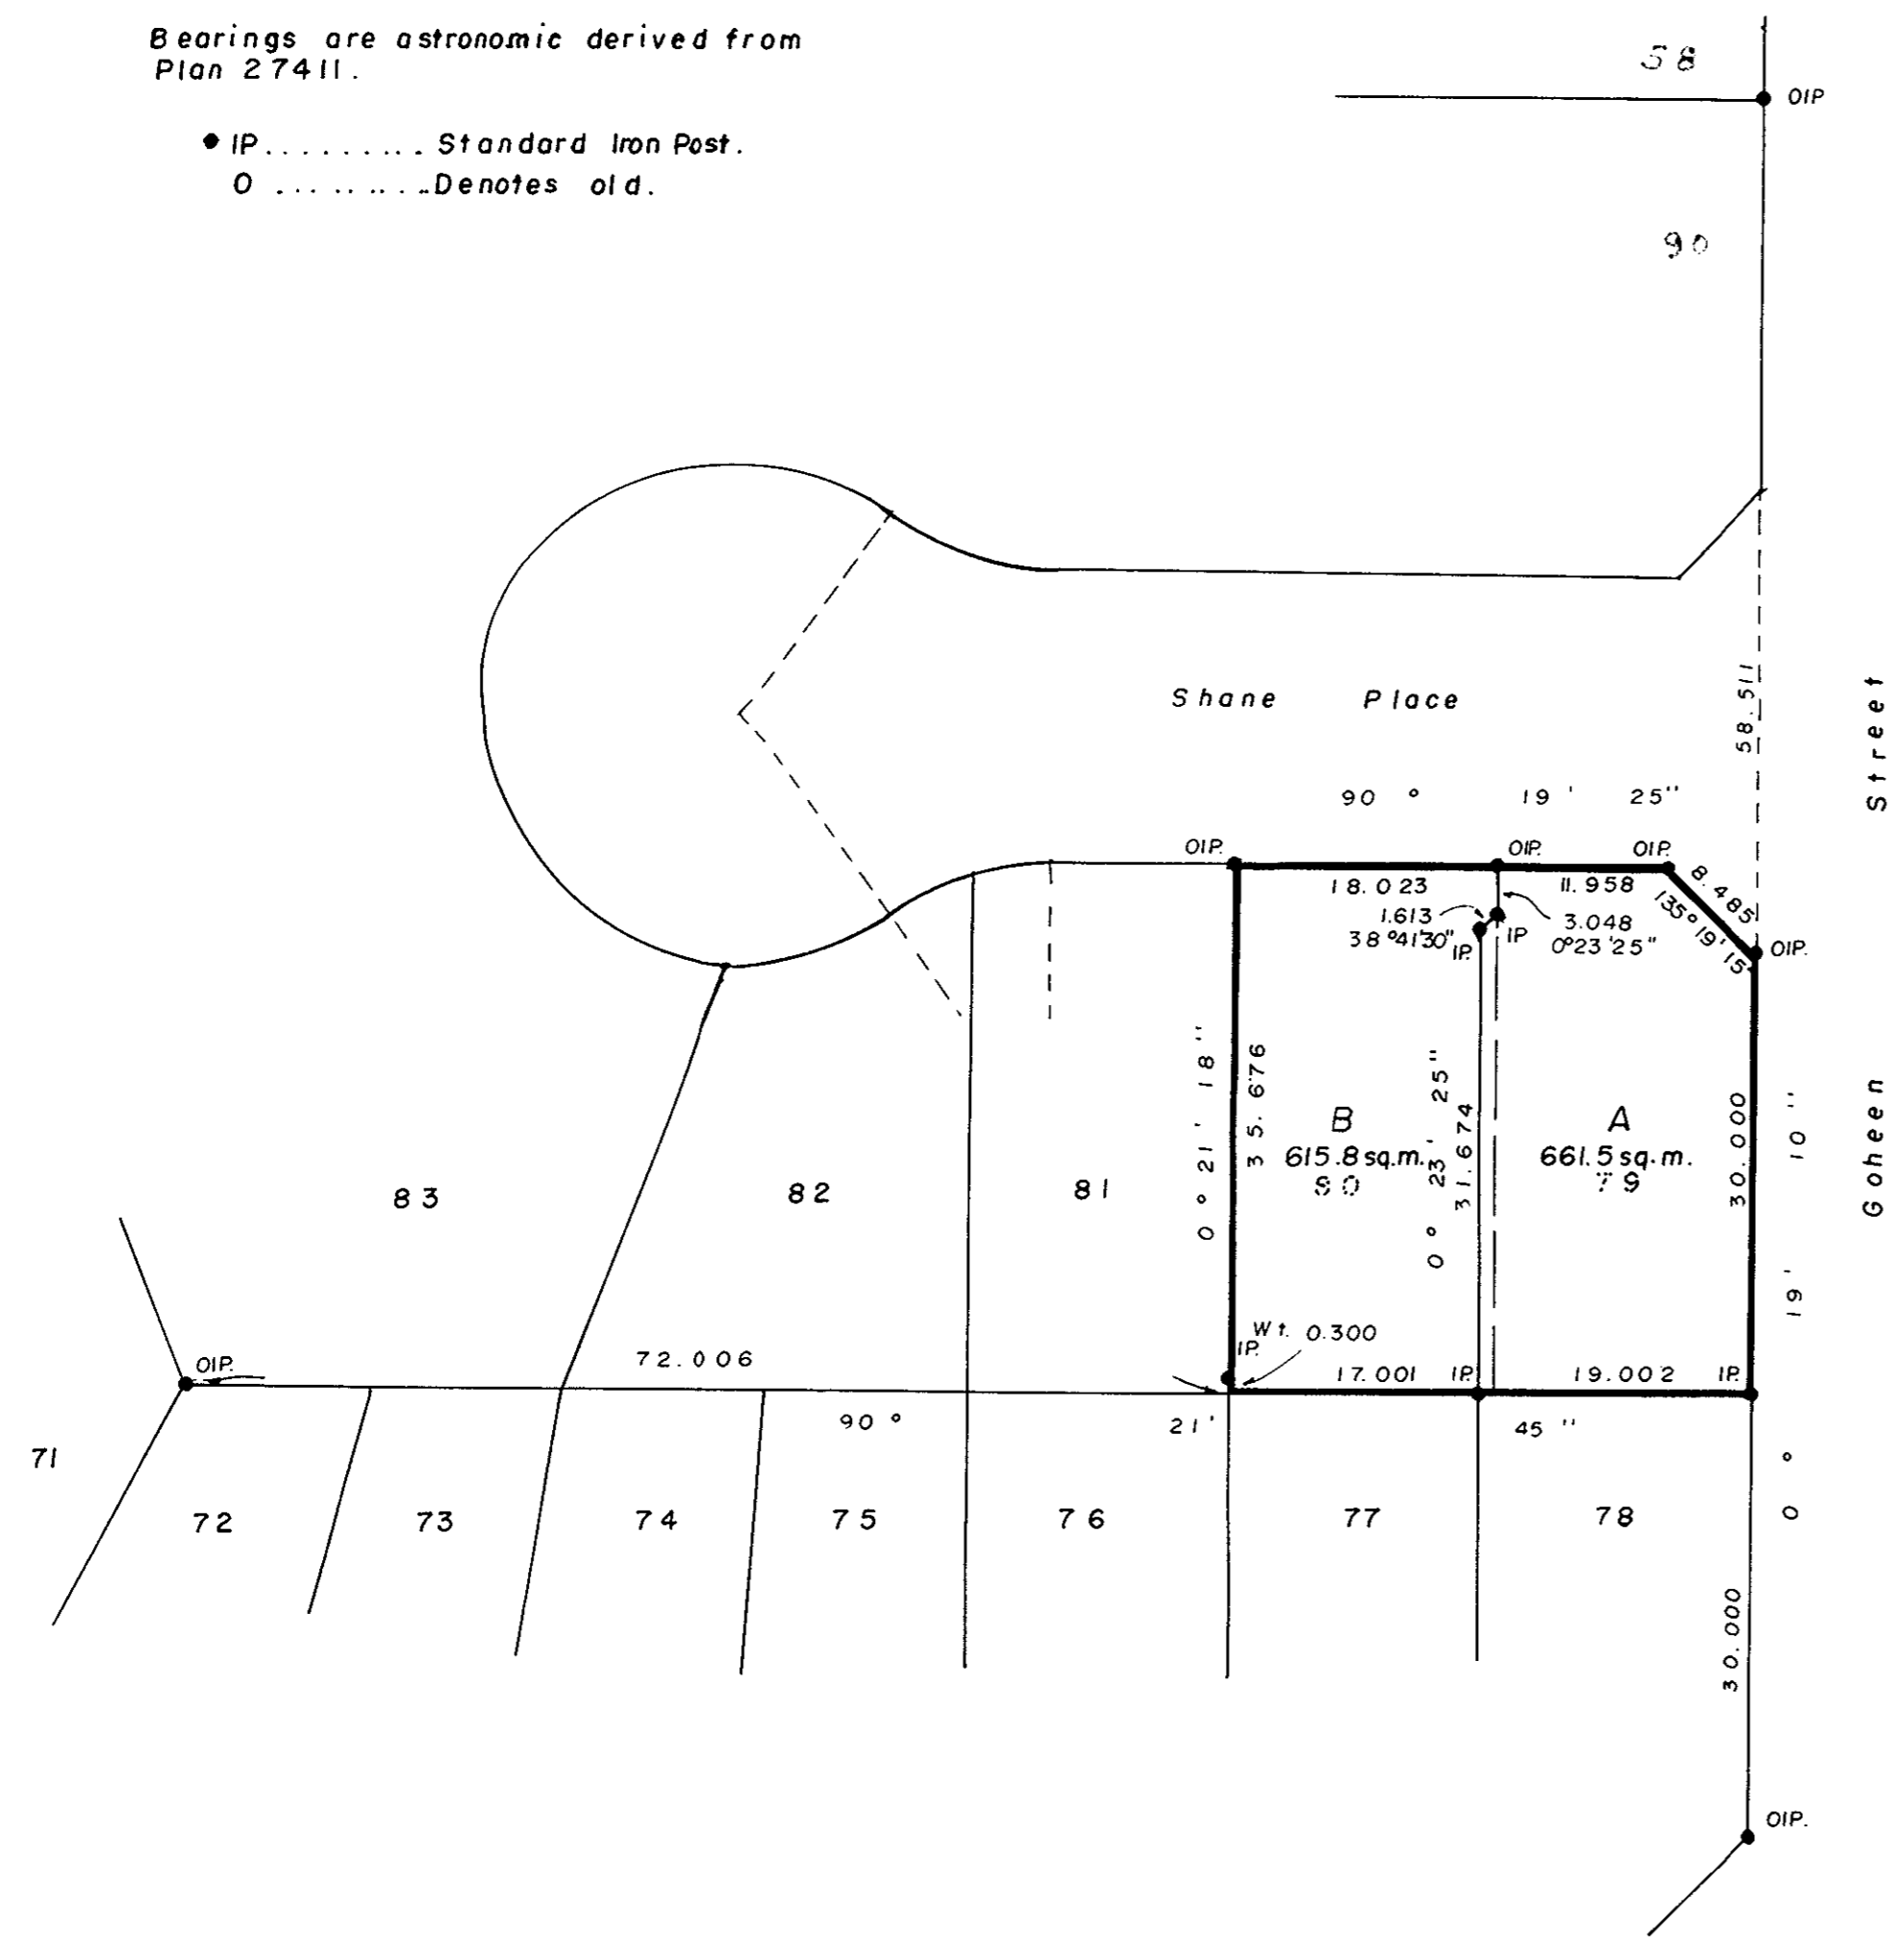 Bearings are astronomic derived from
Plan 27411.
IP......... Standard Iron Post.
O .........Denotes old.
58
OIP
90
58.511
Street
Shane Place
90° 19' 25"
OIP.
OIP.
OIP.
18.023
11.958
8.485
135°19'15
1.613
38°41'30"
3.048
0°23'25"
IP.
IP
OIP.
0°21'18"
35.676
B
615.8 sq.m.
80
0°23'25"
31.674
A
661.5 sq.m.
79
30.000
0°19'10"
Goheen
83
82
81
OIP.
72.006
IP.
Wt. 0.300
17.001
IP.
19.002
IP.
90° 21' 45"
71
72
73
74
75
76
77
78
30.000
OIP.